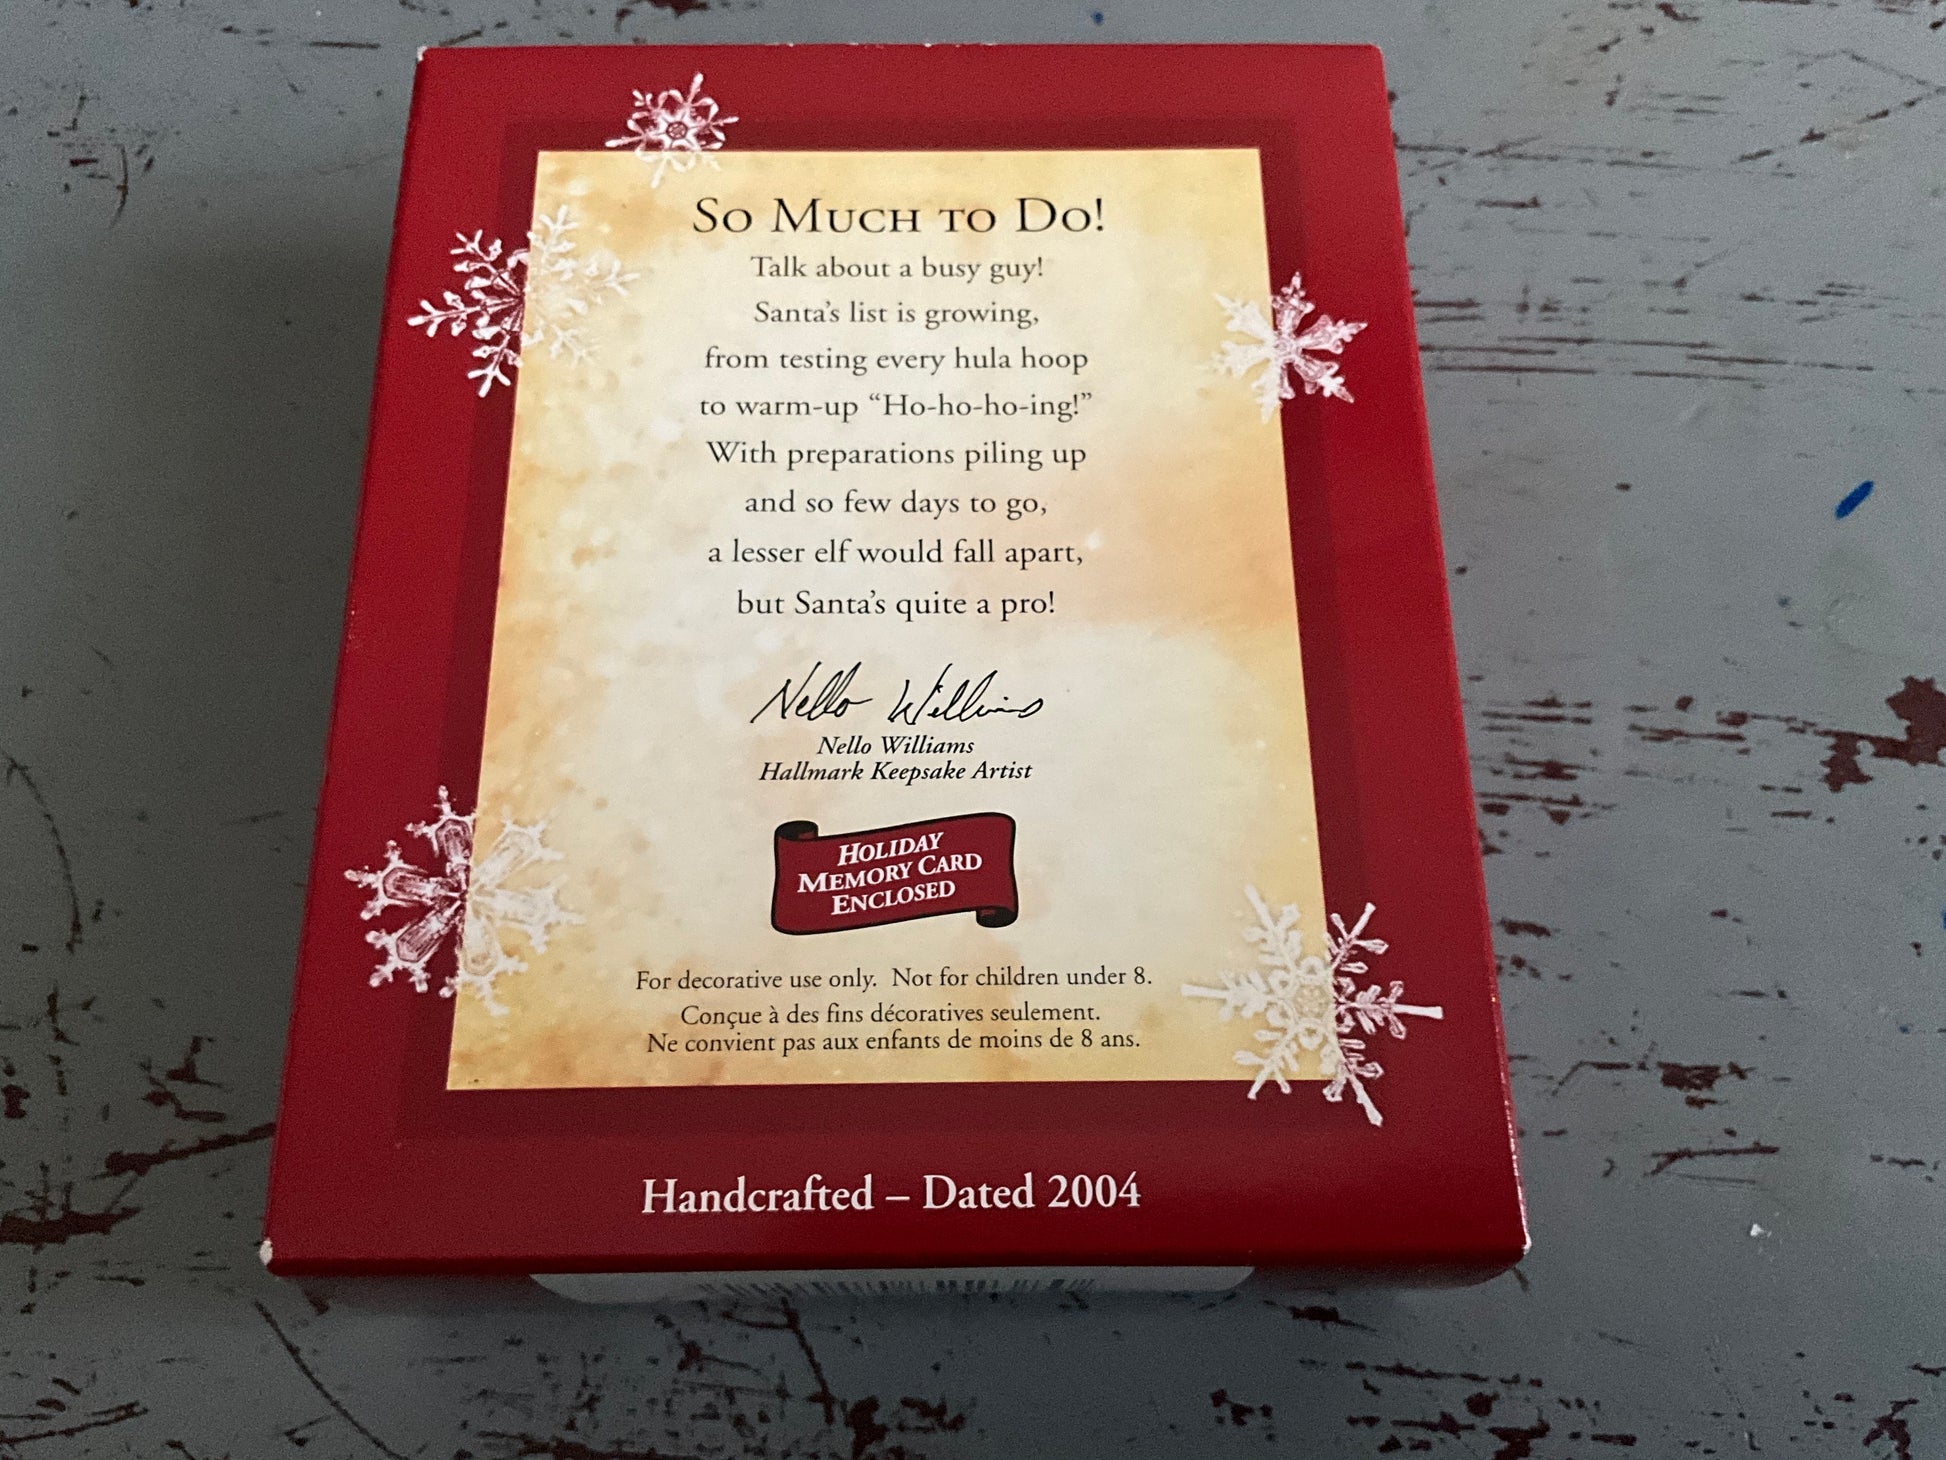 So Much to Do!
Talk about a busy guy!
Santa's list is growing,
from testing every hula hoop
to warm-up “Ho-ho-ho-ing!”
With preparations piling up
and so few days to go,
a lesser elf would fall apart,
but Santa's quite a pro!
Nello Williams
Nello Williams
Hallmark Keepsake Artist
Holiday
Memory Card
Enclosed
For decorative use only. Not for children under 8.
Conçue à des fins décoratives seulement.
Ne convient pas aux enfants de moins de 8 ans.
Handcrafted – Dated 2004